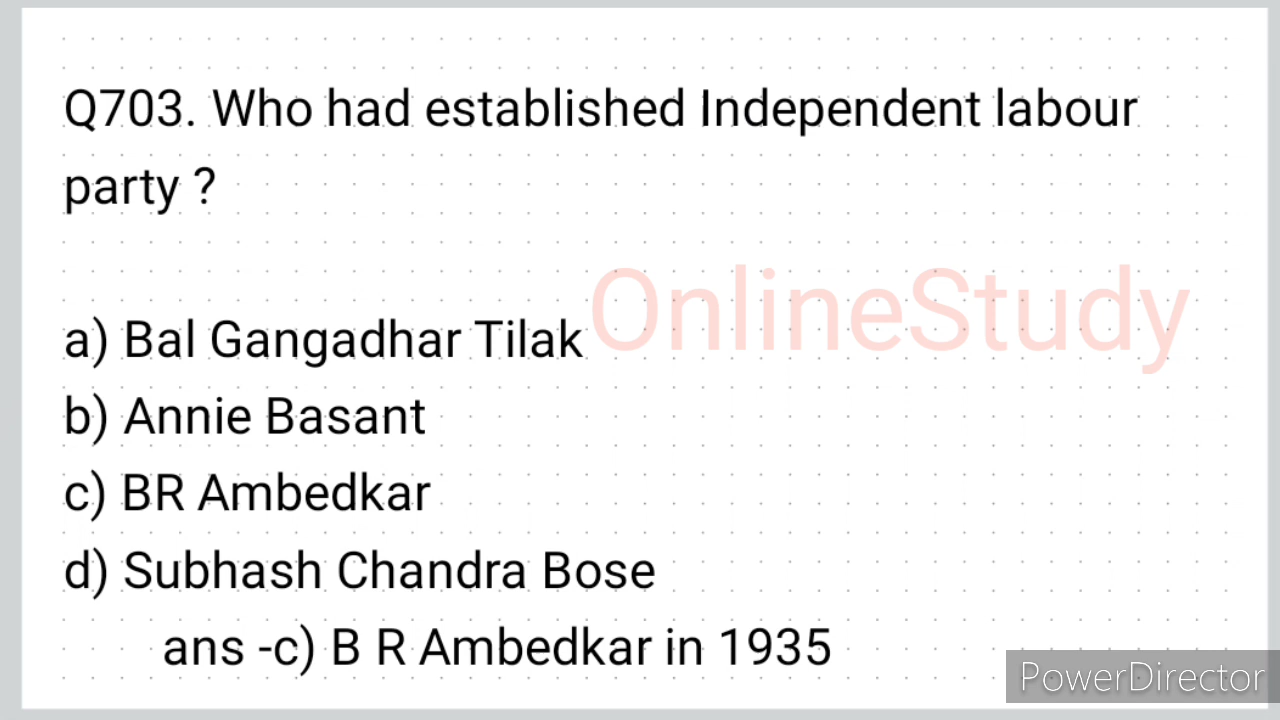 Q703. Who had established Independent labour
party ?
OnlineStudy
a) Bal Gangadhar Tilak
b) Annie Basant
c) BR Ambedkar
d) Subhash Chandra Bose
ans -c) B R Ambedkar in 1935
PowerDirector